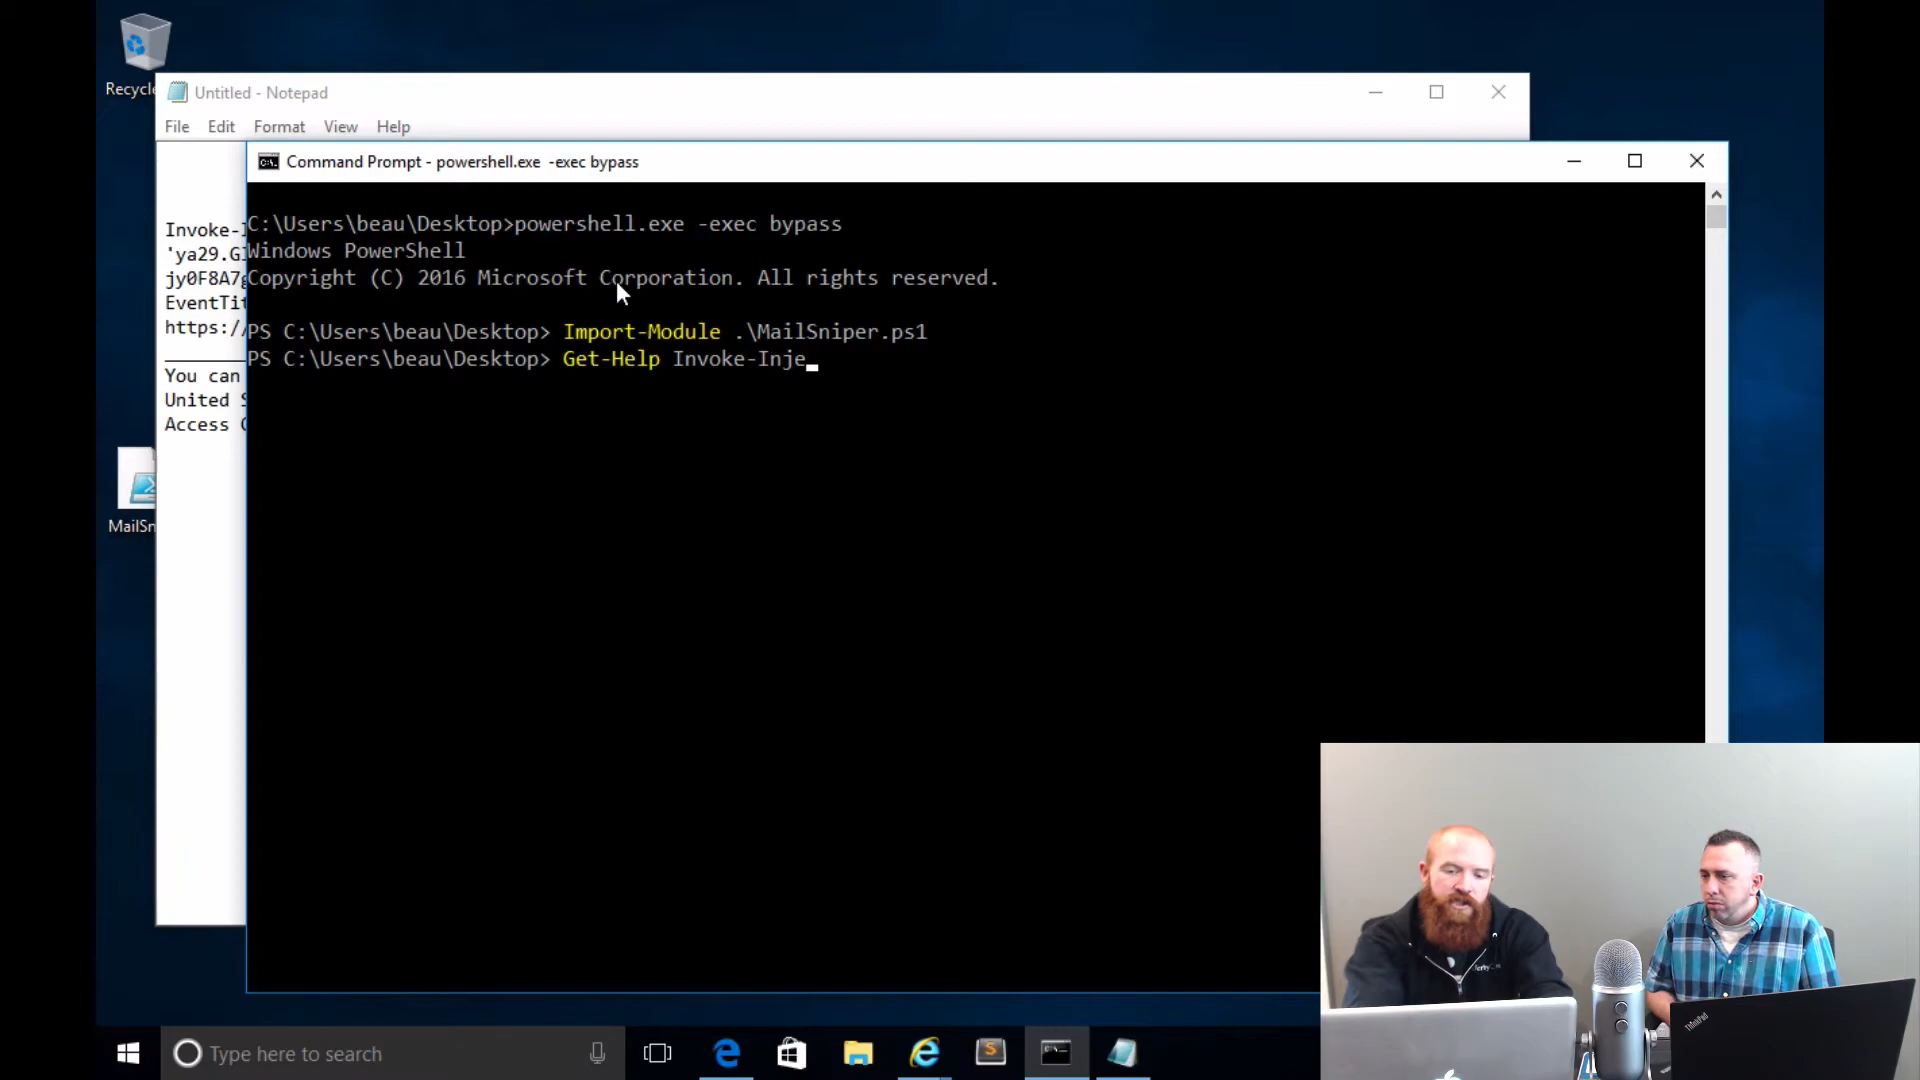 Recycle
Untitled - Notepad
File Edit Format View Help
Command Prompt - powershell.exe -exec bypass
C:\Users\beau\Desktop>powershell.exe -exec bypass
Windows PowerShell
Copyright (C) 2016 Microsoft Corporation. All rights reserved.
PS C:\Users\beau\Desktop> Import-Module .\MailSniper.ps1
PS C:\Users\beau\Desktop> Get-Help Invoke-Inje
Invoke-
'ya29.G
jy0F8A7
EventTit
https:/
You can
United
Access
MailSn
Type here to search
ThinkPad